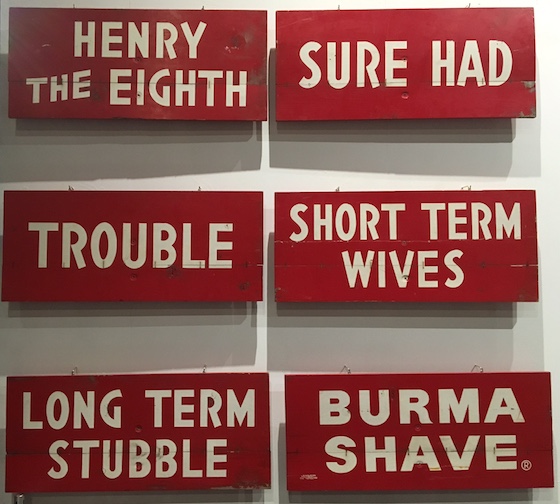 HENRY
THE EIGHTH
SURE HAD
TROUBLE
SHORT TERM
WIVES
LONG TERM
STUBBLE
BURMA
SHAVE®